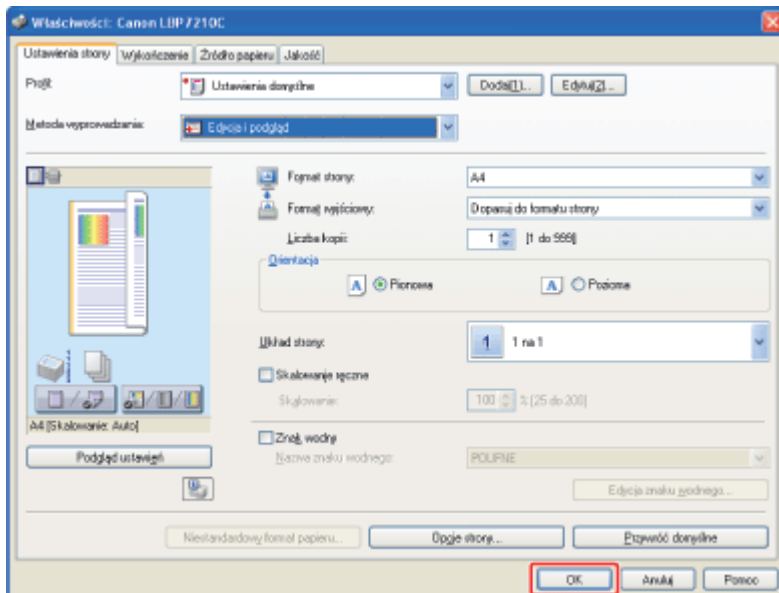 Właściwości: Canon LBP7210C
Ustawienia strony Wykończenie Źródło papieru Jakość
Profil: Ustawienia domyślne Dodaj(1)... Edytuj(2)...
Metoda wyprowadzania: Edycja i podgląd
Format strony: A4
Format wyjściowy: Dopasuj do formatu strony
Liczba kopii: 1 [1 do 999]
Orientacja
A Pionowa A Pozioma
Układ strony: 1 1 na 1
Skalowanie ręczne
Skalowanie: 100 % [25 do 200]
A4 [Skalowanie: Auto]
Znak wodny
Podgląd ustawień
Nazwa znaku wodnego: POUFNE
Edycja znaku wodnego...
Niestandardowy format papieru... Opcje strony... Przywróć domyślne
OK Anuluj Pomoc